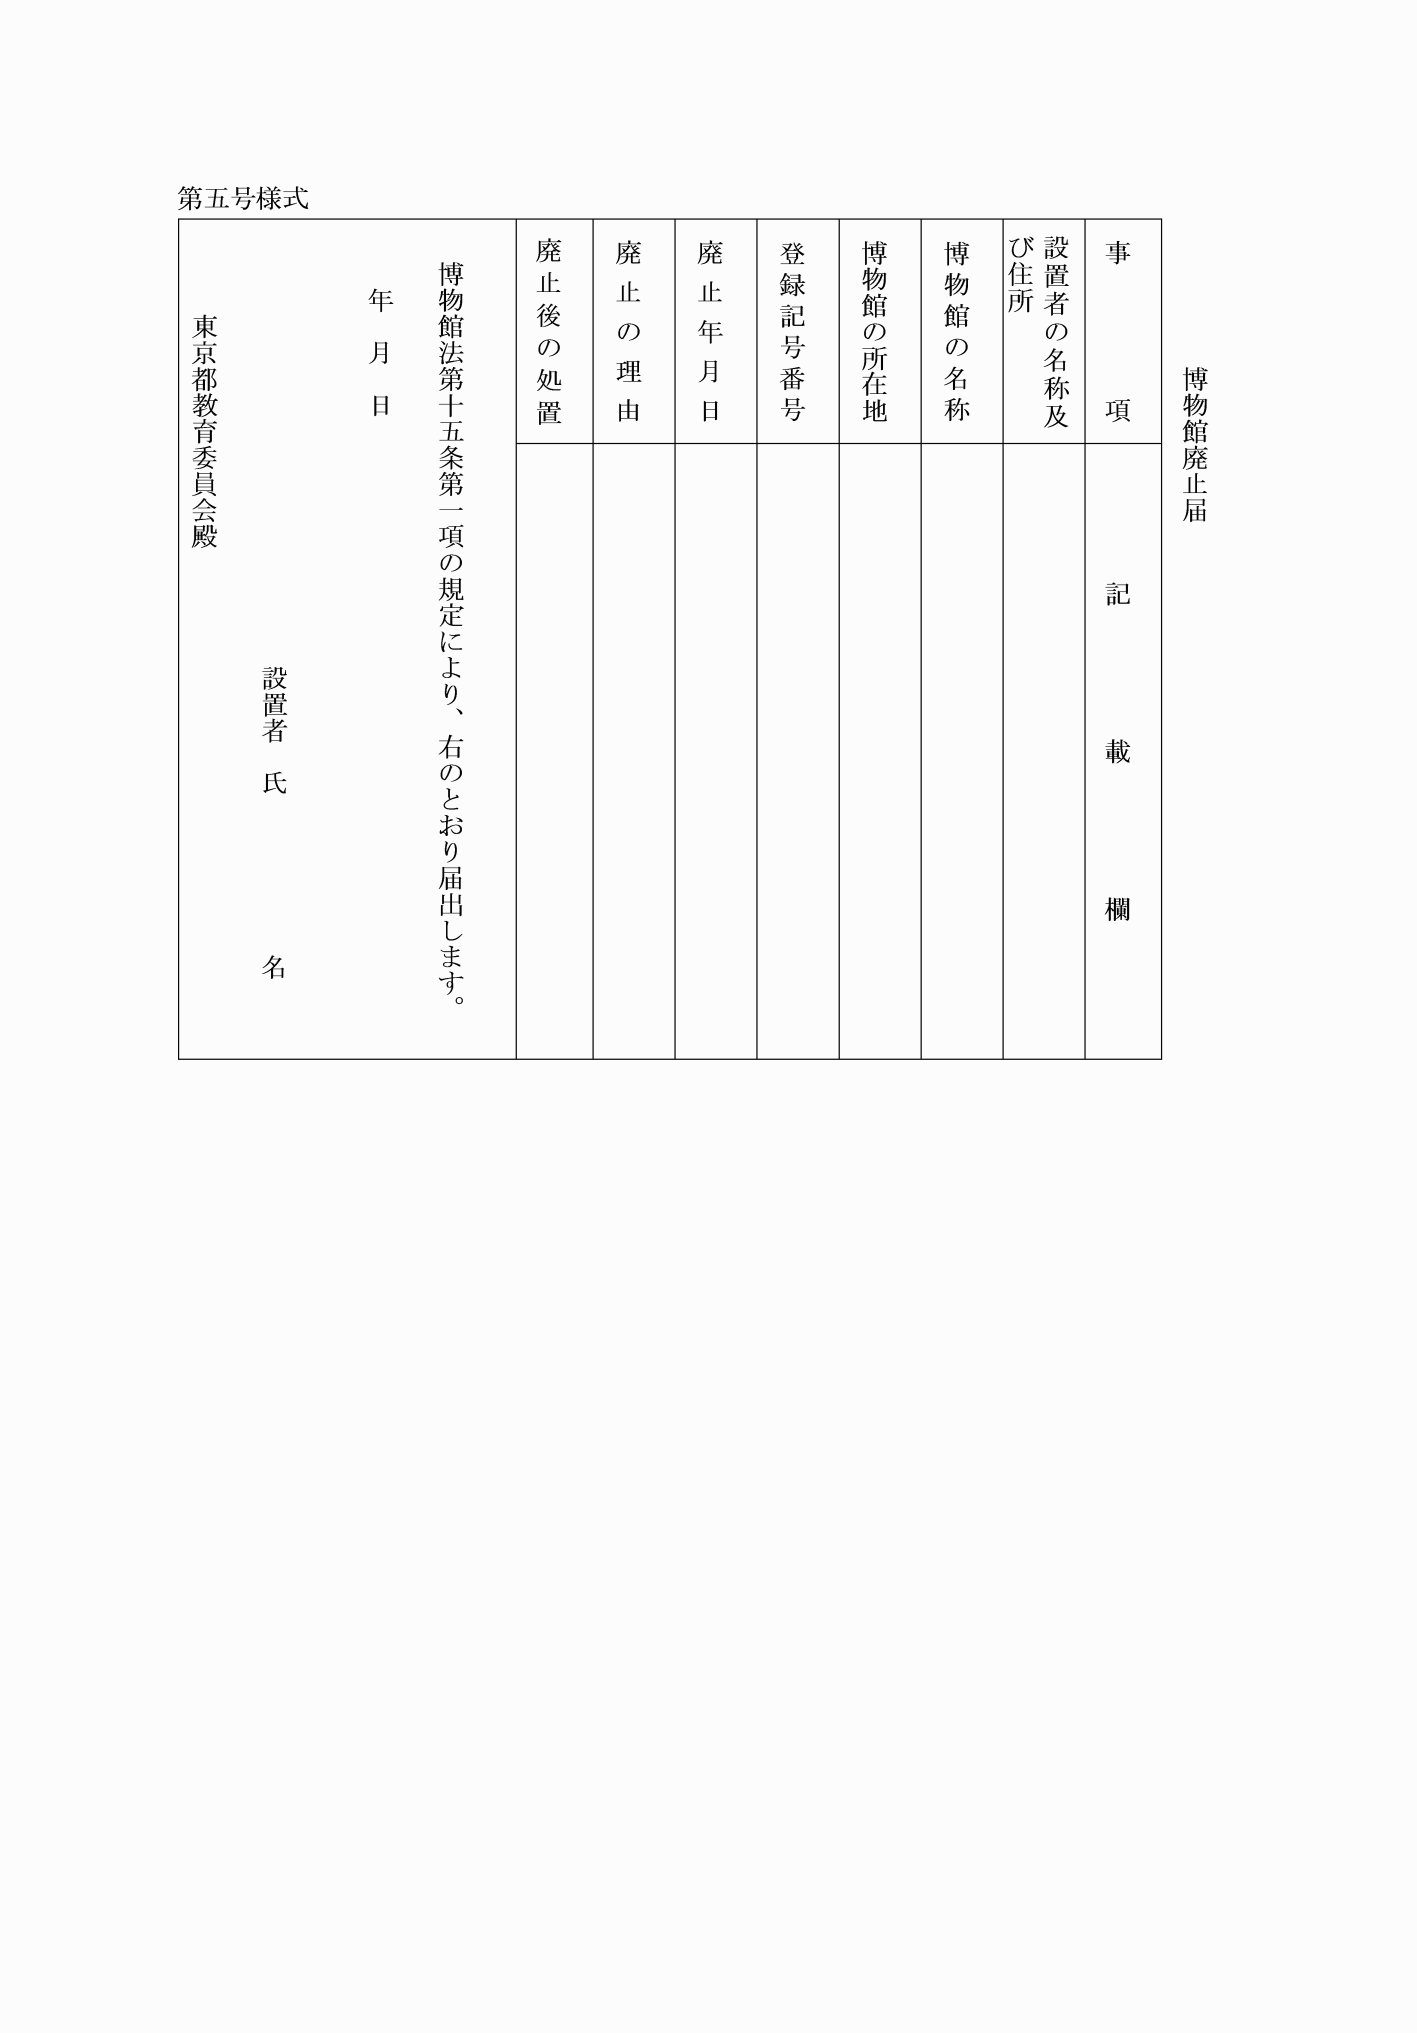 第五号様式
博物館廃止届
事項
記載欄
設置者の名称及
び住所
博物館の名称
博物館の所在地
登録記号番号
廃止年月日
廃止の理由
廃止後の処置
博物館法第十五条第一項の規定により、右のとおり届出します。
年 月 日
設置者 氏 名
東京都教育委員会殿